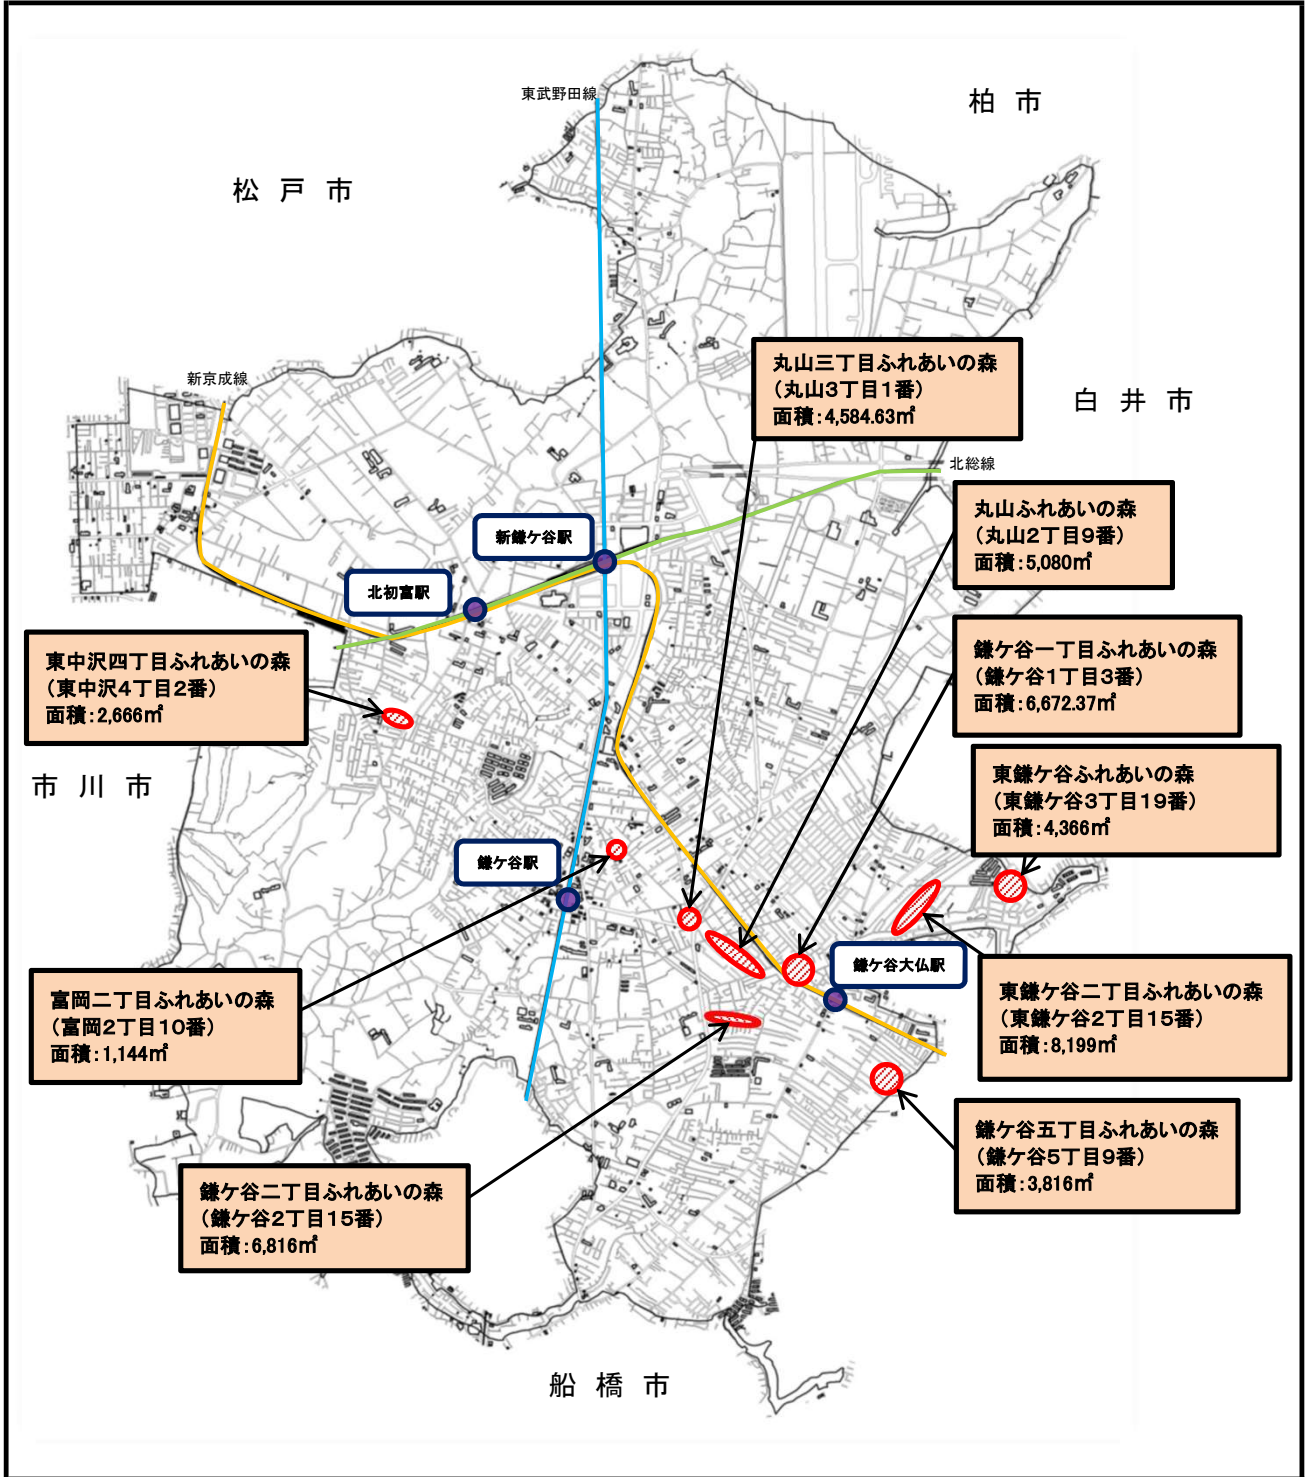 東武野田線
柏 市
松 戸 市
新京成線
丸山三丁目ふれあいの森
（丸山3丁目1番）
面積：4,584.63㎡
白 井 市
北総線
丸山ふれあいの森
（丸山2丁目9番）
面積：5,080㎡
新鎌ケ谷駅
北初富駅
鎌ケ谷一丁目ふれあいの森
（鎌ケ谷1丁目3番）
面積：6,672.37㎡
東中沢四丁目ふれあいの森
（東中沢4丁目2番）
面積：2,666㎡
市 川 市
東鎌ケ谷ふれあいの森
（東鎌ケ谷3丁目19番）
面積：4,366㎡
鎌ケ谷駅
鎌ケ谷大仏駅
富岡二丁目ふれあいの森
（富岡2丁目10番）
面積：1,144㎡
東鎌ケ谷二丁目ふれあいの森
（東鎌ケ谷2丁目15番）
面積：8,199㎡
鎌ケ谷五丁目ふれあいの森
（鎌ケ谷5丁目9番）
面積：3,816㎡
鎌ケ谷二丁目ふれあいの森
（鎌ケ谷2丁目15番）
面積：6,816㎡
船 橋 市